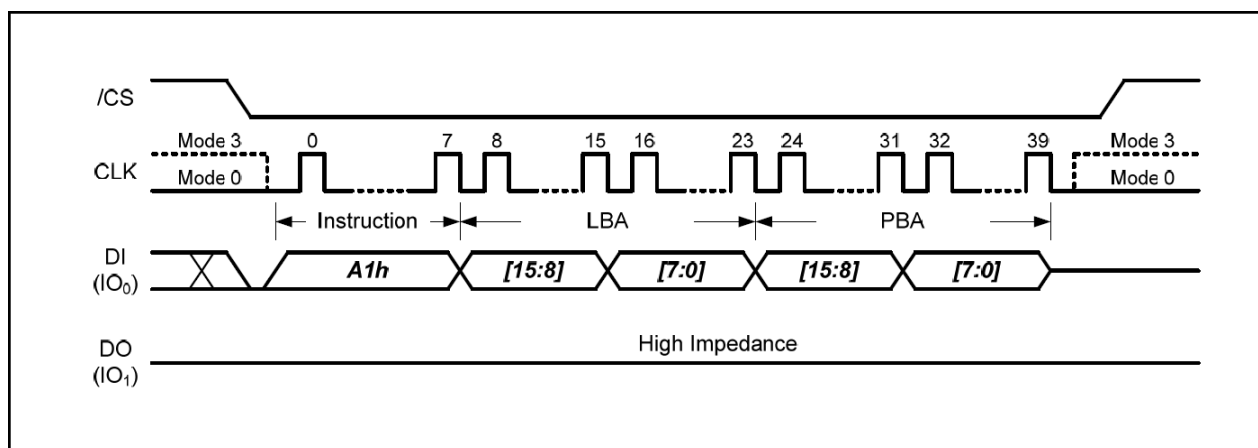 /CS
Mode 3 0 7 8 15 16 23 24 31 32 39 Mode 3
CLK
Mode 0 Mode 0
Instruction LBA PBA
DI
(IO₀)
A1h [15:8] [7:0] [15:8] [7:0]
DO
(IO₁)
High Impedance